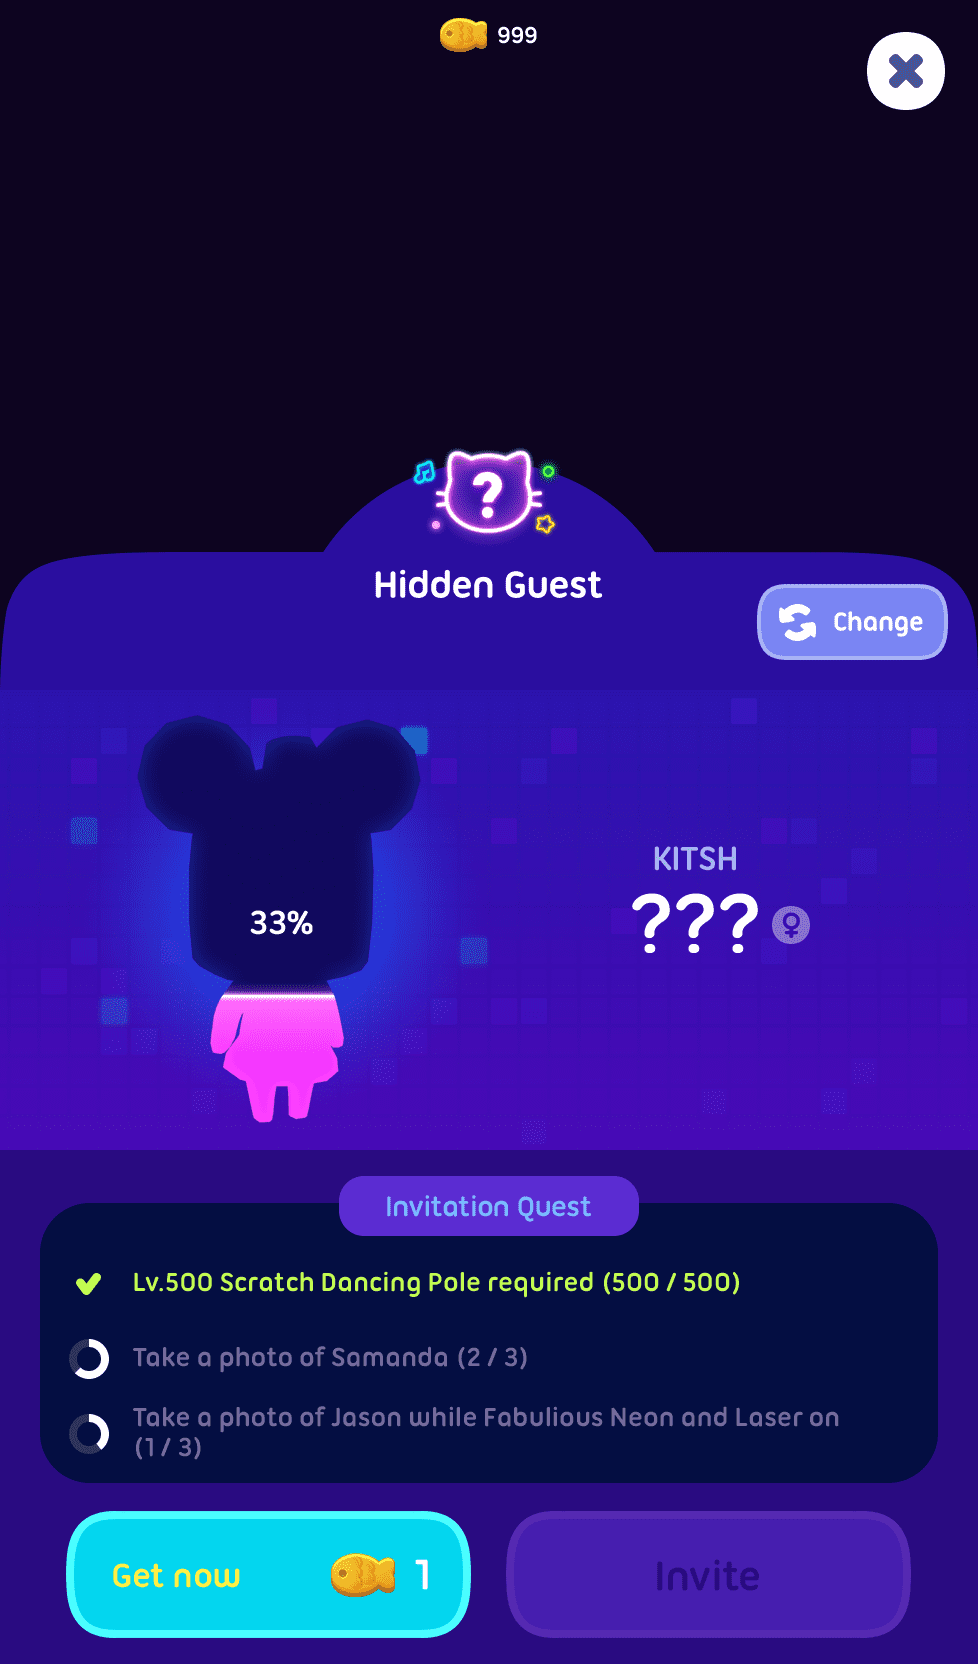 999
?
Hidden Guest
Change
33%
KITSH
???
Invitation Quest
Lv.500 Scratch Dancing Pole required (500 / 500)
Take a photo of Samanda (2 / 3)
Take a photo of Jason while Fabulious Neon and Laser on
(1 / 3)
Get now 1
Invite